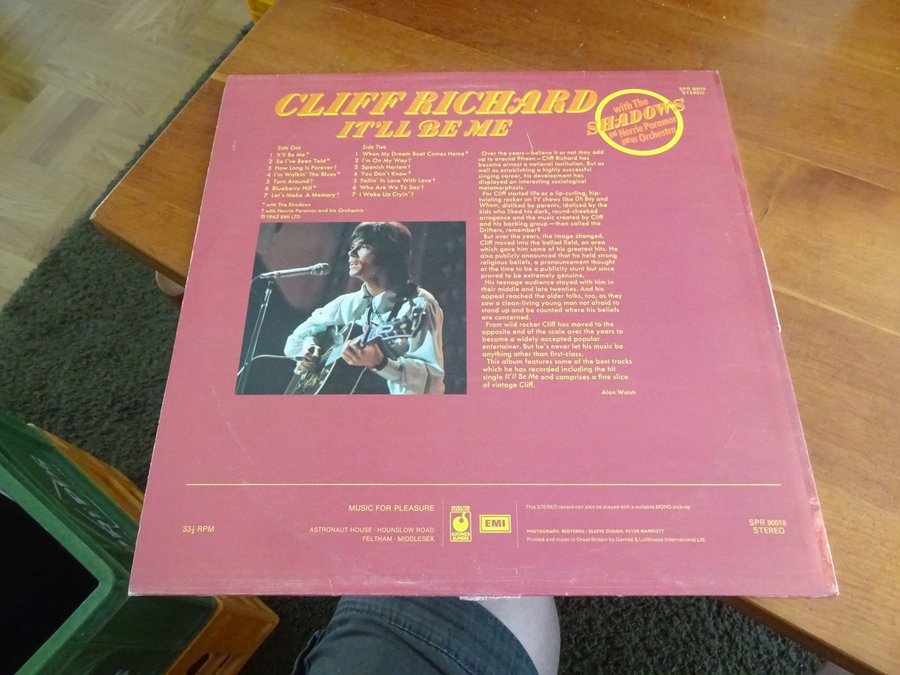 CLIFF RICHARD
IT'LL BE ME
with The
SHADOWS
and Norrie Paramor
and his Orchestra
SPR 90018
STEREO
Side One
1 It'll Be Me*
2 So I've Been Told*
3 How Long Is Forever†
4 I'm Walkin' The Blues*
5 Turn Around†
6 Blueberry Hill*
7 Let's Make A Memory†
* with The Shadows
† with Norrie Paramor and his Orchestra
© 1962 EMI LTD
Side Two
1 When My Dream Boat Comes Home*
2 I'm On My Way†
3 Spanish Harlem†
4 You Don't Know*
5 Fallin' In Love With Love†
6 Who Are We To Say†
7 I Wake Up Cryin'†
Over the years—believe it or not they add
up to around fifteen—Cliff Richard has
become almost a national institution. But as
well as establishing a highly successful
singing career, his development has
displayed an interesting sociological
metamorphosis.
For Cliff started life as a lip-curling, hip-
twisting rocker on TV shows like Oh Boy and
Wham, disliked by parents, idolised by the
kids who liked his dark, round-cheeked
arrogance and the music created by Cliff
and his backing group—then called the
Drifters, remember?
But over the years, the image changed.
Cliff moved into the ballad field, an area
which gave him some of his greatest hits. He
also publicly announced that he held strong
religious beliefs, a pronouncement thought
at the time to be a publicity stunt but since
proved to be extremely genuine.
His teenage audience stayed with him in
their middle and late twenties. And his
appeal reached the older folks, too, as they
saw a clean-living young man not afraid to
stand up and be counted where his beliefs
are concerned.
From wild rocker Cliff has moved to the
opposite end of the scale over the years to
become a widely accepted popular
entertainer. But he's never let his music be
anything other than first-class.
This album features some of the best tracks
which he has recorded including the hit
single It'll Be Me and comprises a fine slice
of vintage Cliff.
Alan Walsh
33⅓ RPM
MUSIC FOR PLEASURE
ASTRONAUT HOUSE · HOUNSLOW ROAD
FELTHAM · MIDDLESEX
SOUNDS
SUPERB
EMI
This STEREO record can also be played with a suitable MONO pick-up.
PHOTOGRAPH: REDFERNS / SLEEVE DESIGN: PETER MARRIOTT
Printed and made in Great Britain by Garrod & Lofthouse International Ltd.
SPR 90018
STEREO